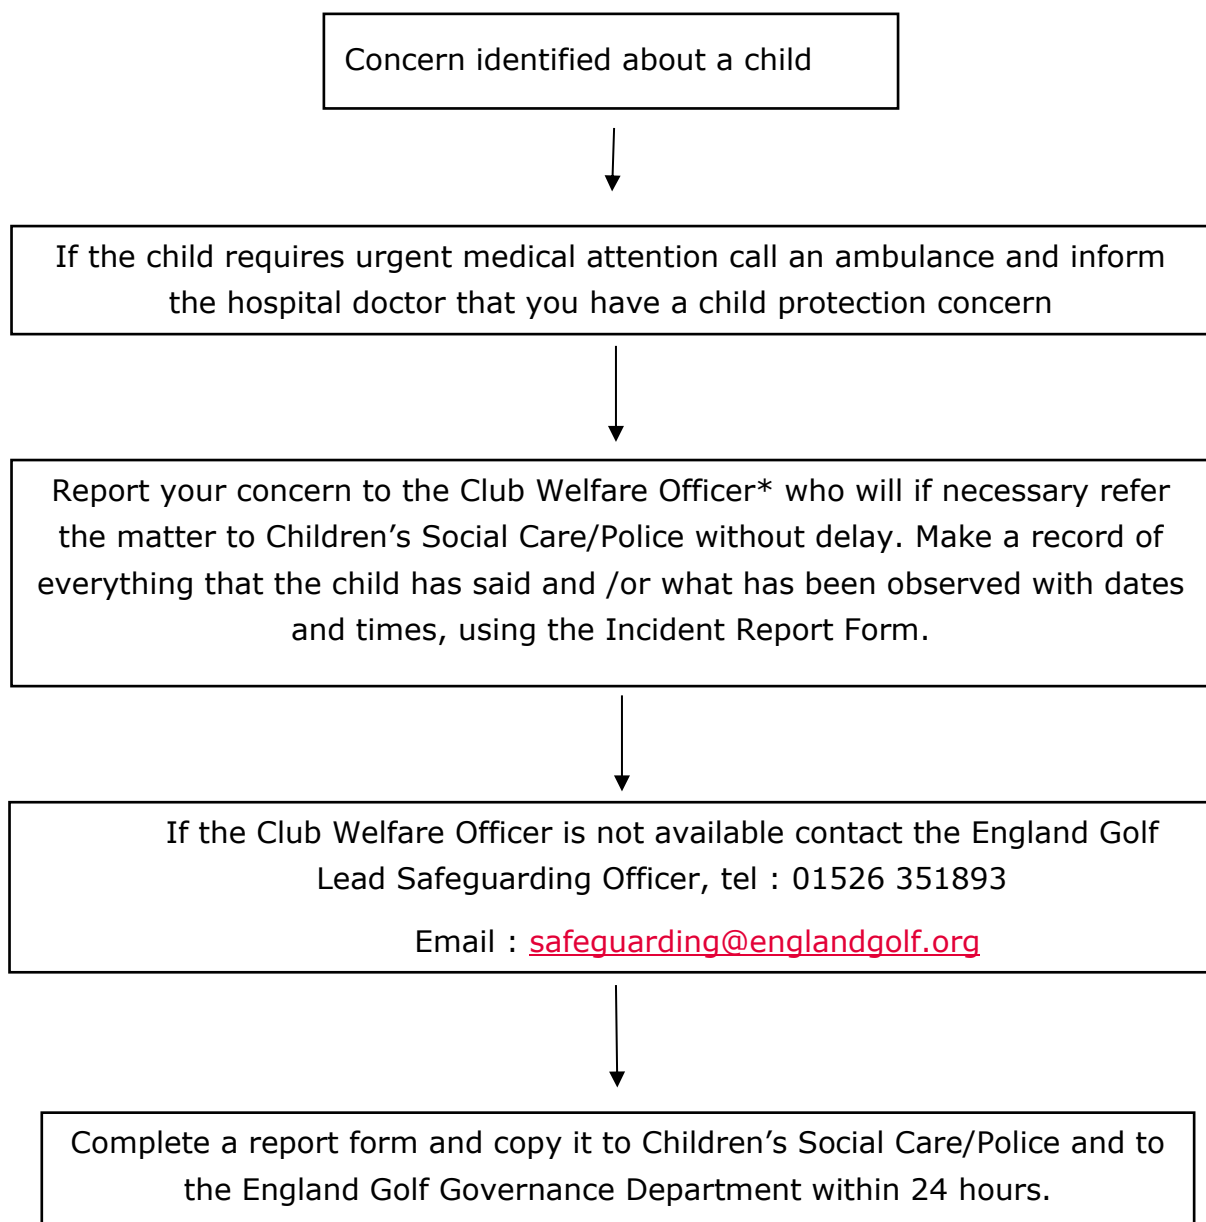 Concern identified about a child
If the child requires urgent medical attention call an ambulance and inform
the hospital doctor that you have a child protection concern
Report your concern to the Club Welfare Officer* who will if necessary refer
the matter to Children’s Social Care/Police without delay. Make a record of
everything that the child has said and /or what has been observed with dates
and times, using the Incident Report Form.
If the Club Welfare Officer is not available contact the England Golf
Lead Safeguarding Officer, tel : 01526 351893
Email : safeguarding@englandgolf.org
Complete a report form and copy it to Children’s Social Care/Police and to
the England Golf Governance Department within 24 hours.